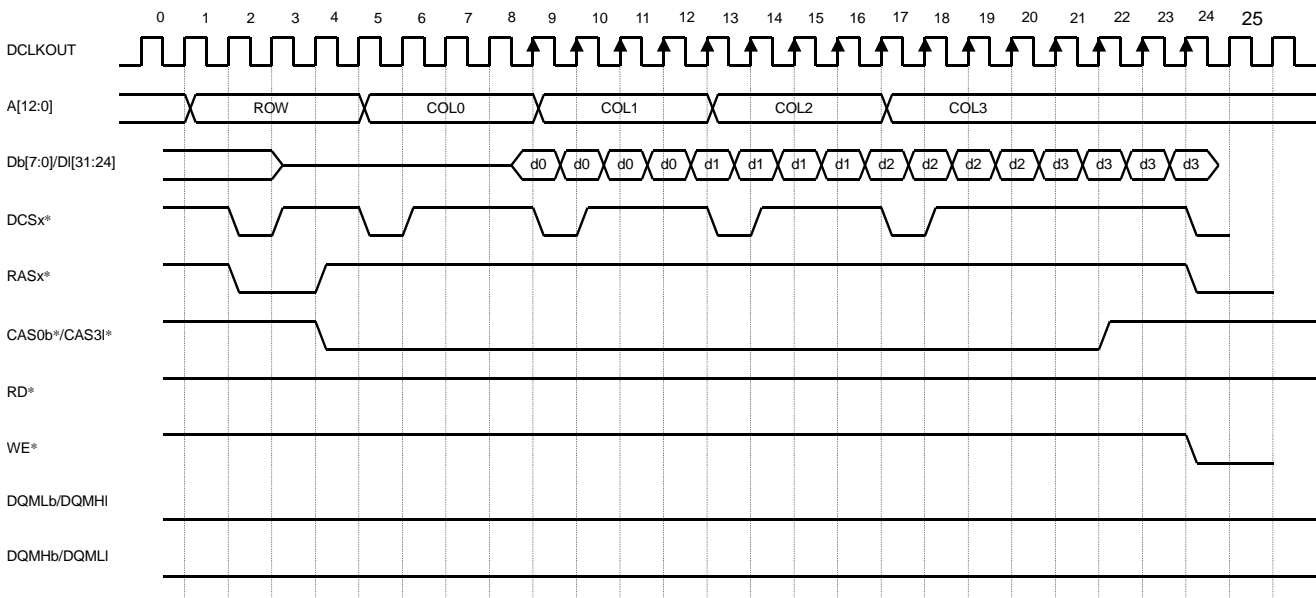 0 1 2 3 4 5 6 7 8 9 10 11 12 13 14 15 16 17 18 19 20 21 22 23 24 25
DCLKOUT
A[12:0] ROW COL0 COL1 COL2 COL3
Db[7:0]/Dl[31:24] d0 d0 d0 d0 d1 d1 d1 d1 d2 d2 d2 d2 d3 d3 d3 d3
DCSx*
RASx*
CAS0b*/CAS3l*
RD*
WE*
DQMLb/DQMHl
DQMHb/DQMLl